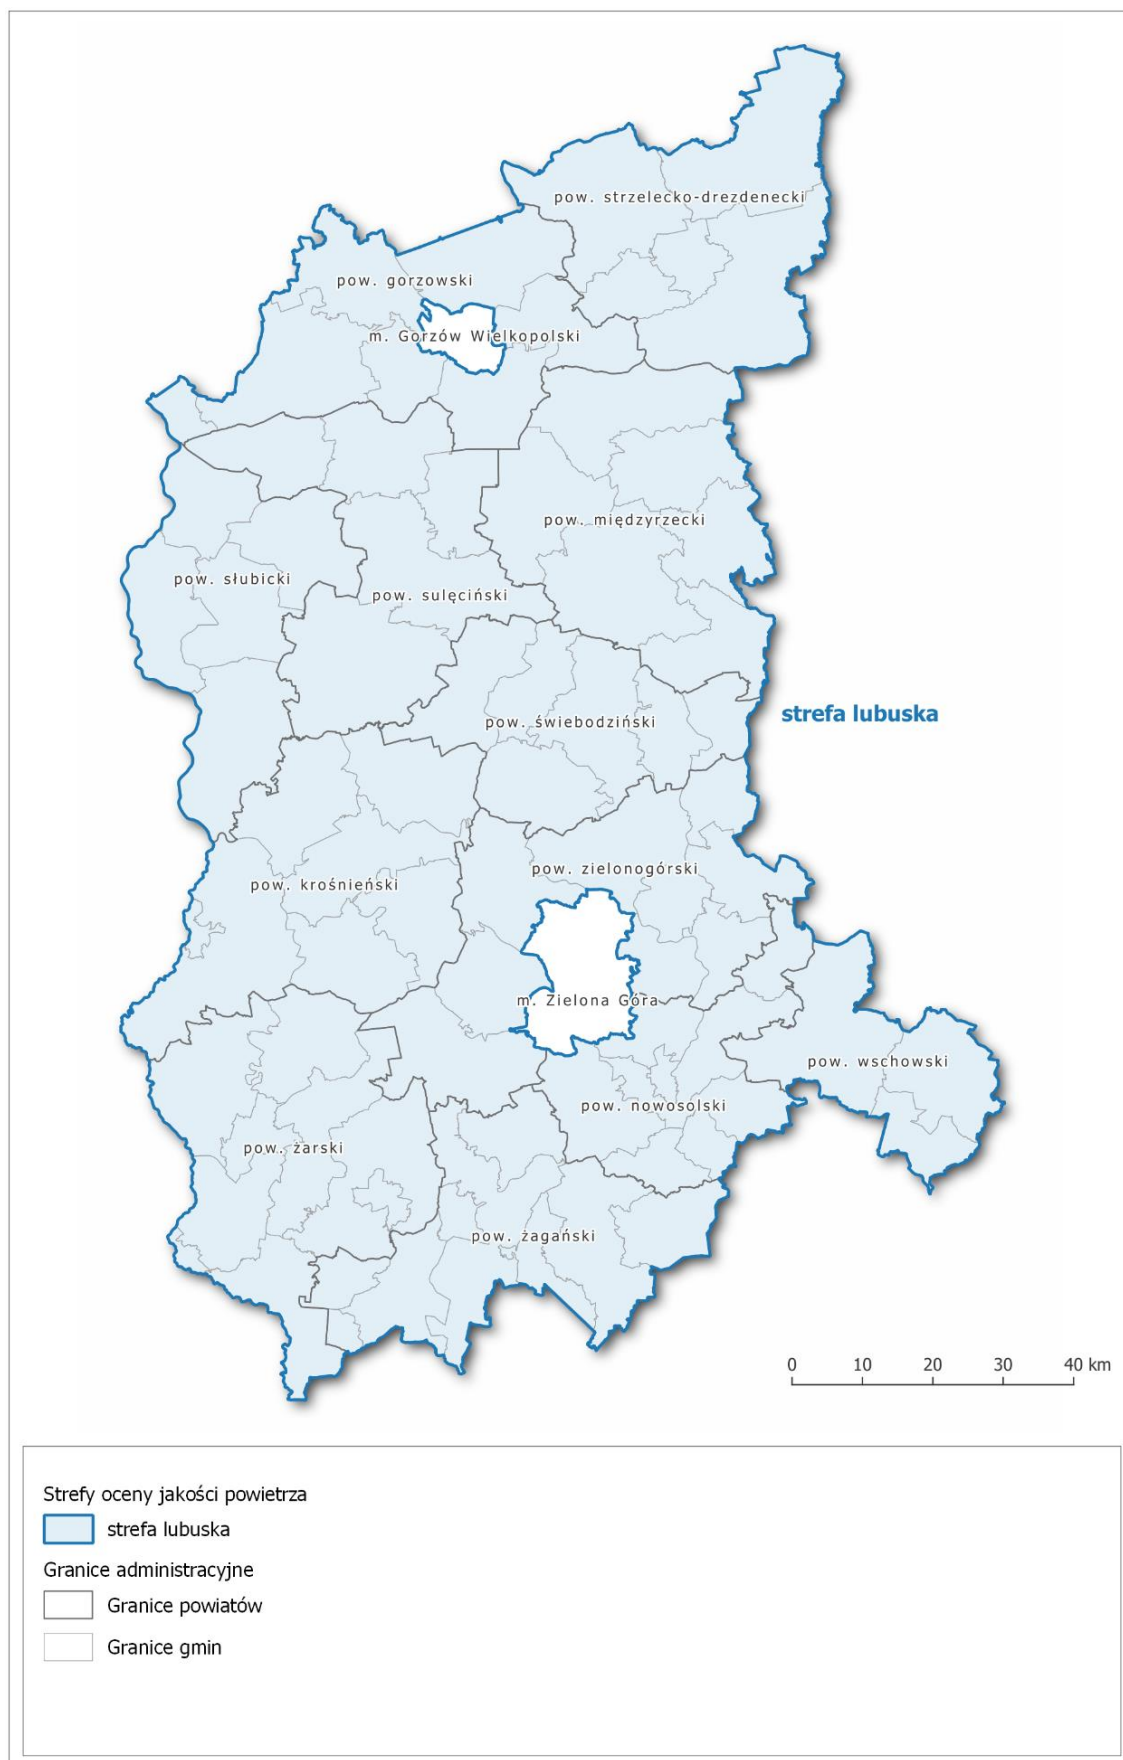 pow. strzelecko-drezdenecki
pow. gorzowski
m. Gorzów Wielkopolski
pow. międzyrzecki
pow. słubicki
pow. sulęciński
strefa lubuska
pow. świebodziński
pow. zielonogórski
pow. krośnieński
m. Zielona Góra
pow. wschowski
pow. nowosolski
pow. żarski
pow. żagański
0 10 20 30 40 km
Strefy oceny jakości powietrza
strefa lubuska
Granice administracyjne
Granice powiatów
Granice gmin